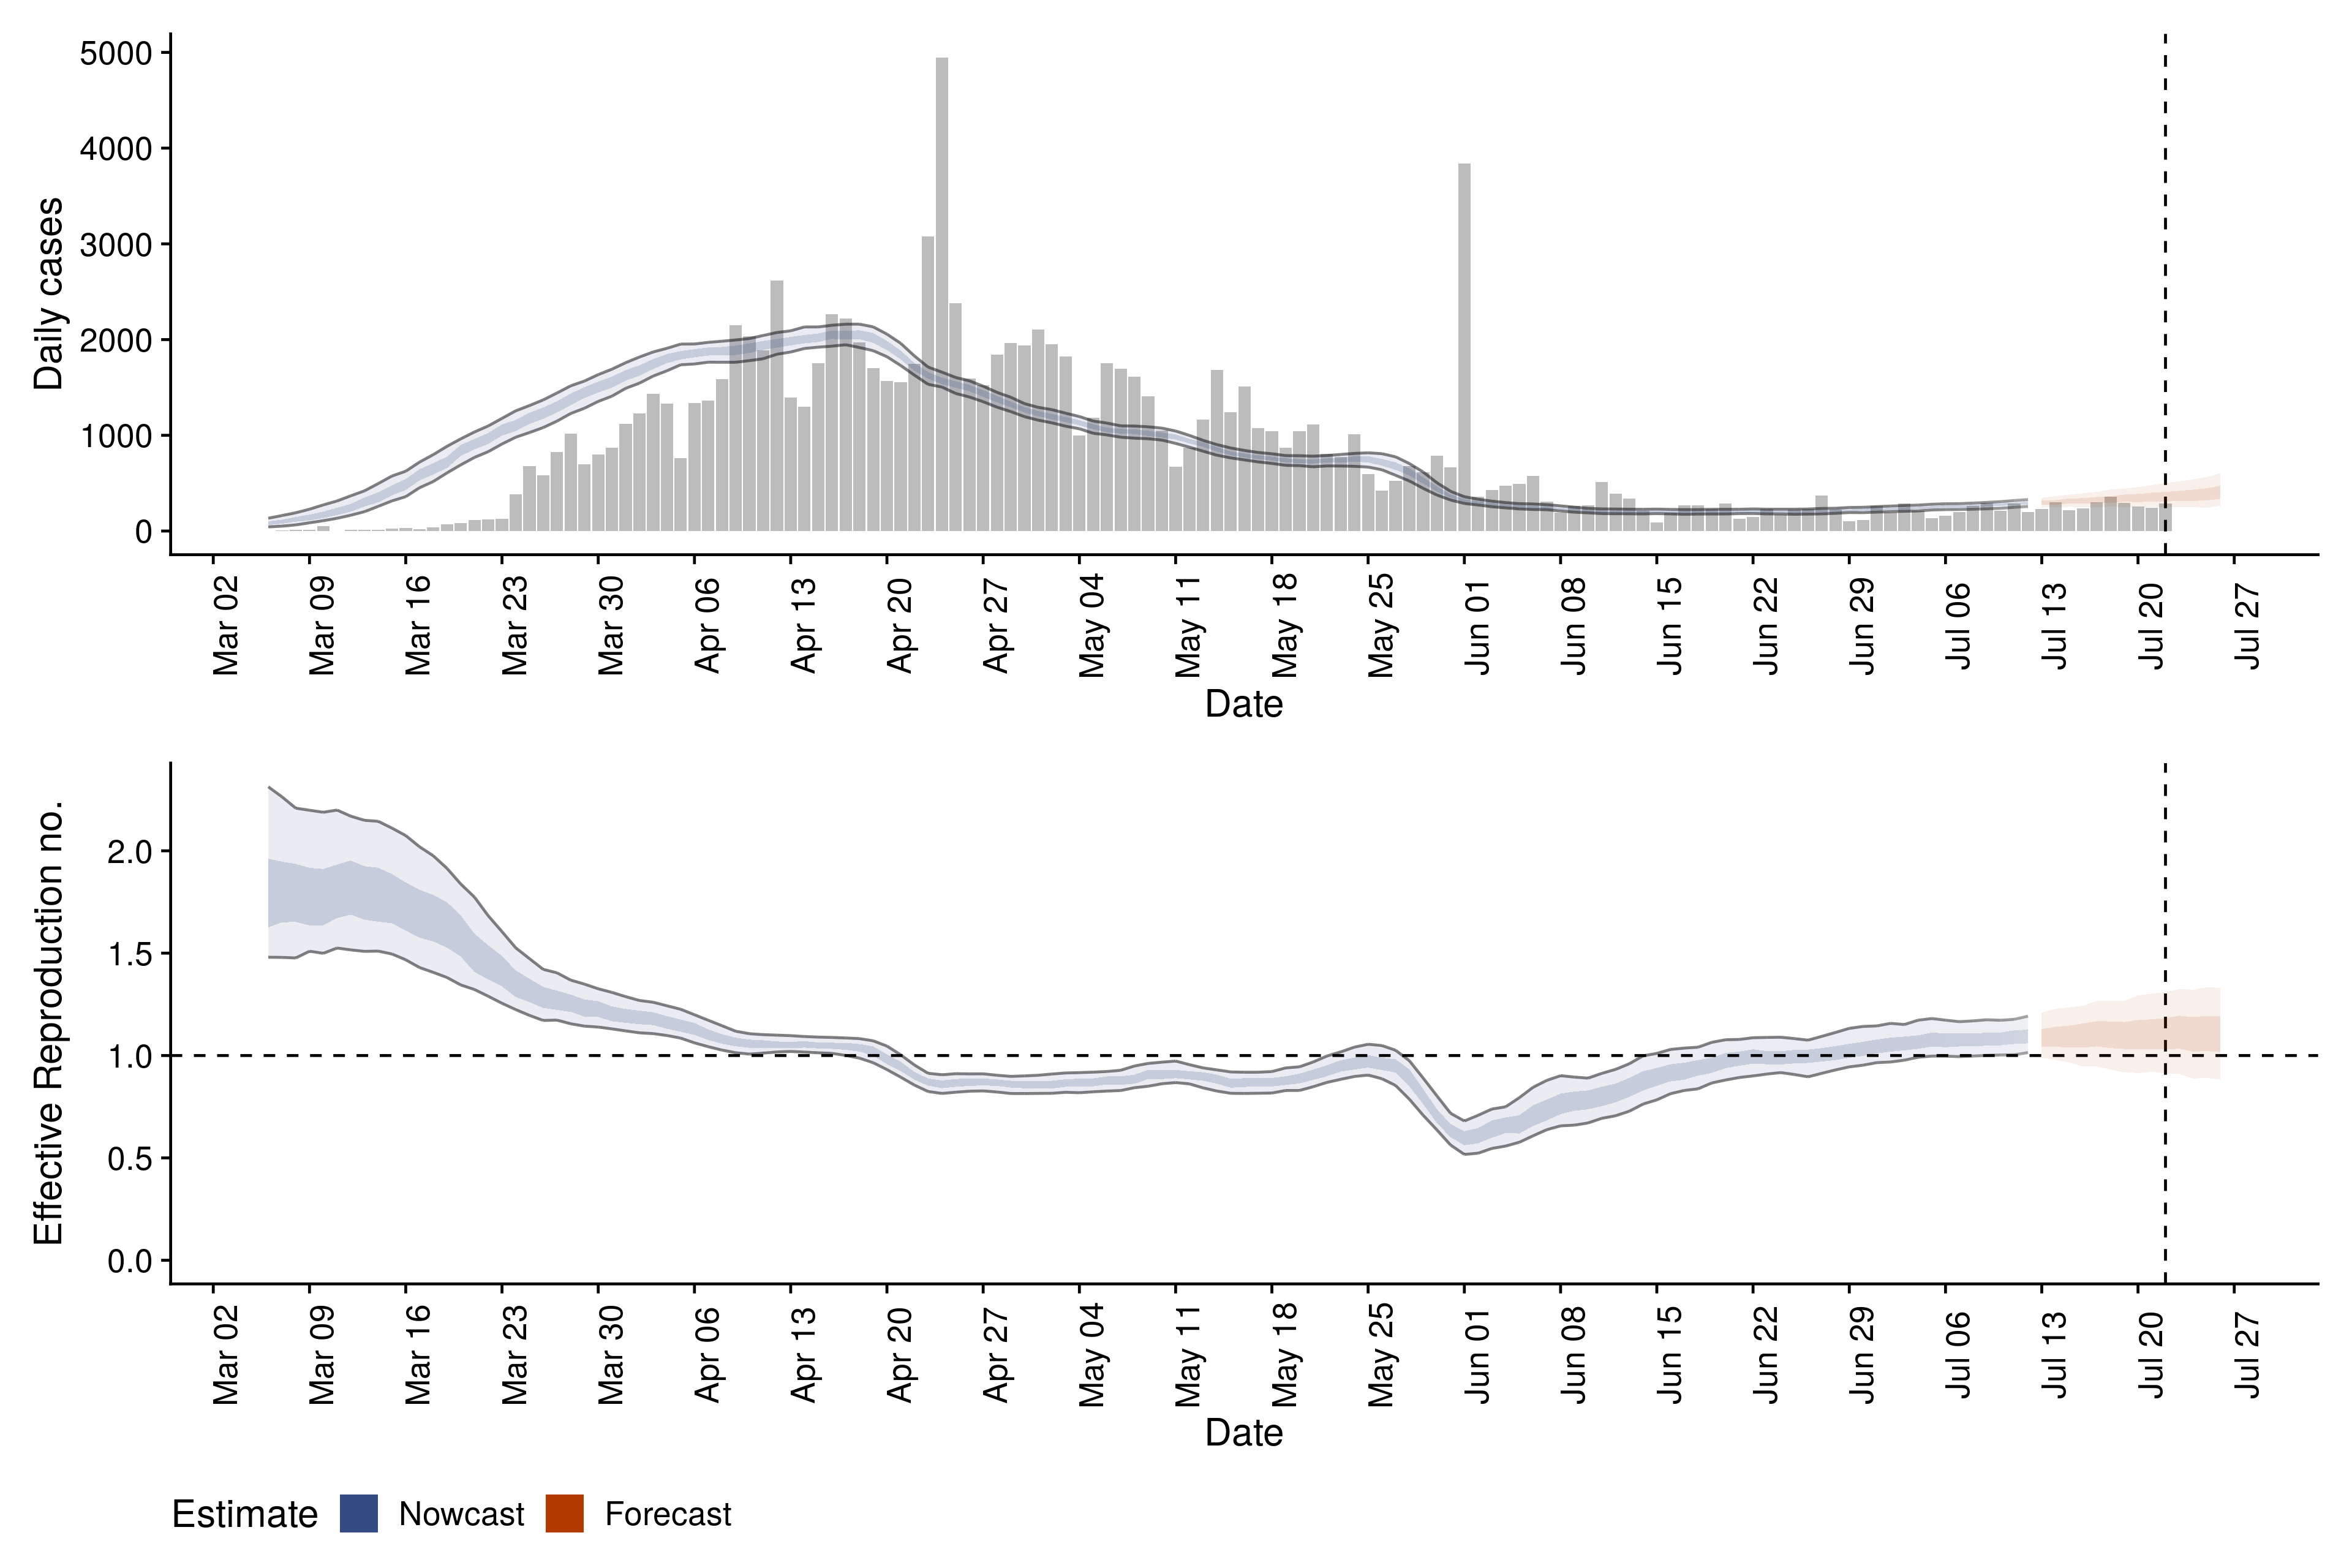 Daily cases
5000
4000
3000
2000
1000
0
Mar 02 Mar 09 Mar 16 Mar 23 Mar 30 Apr 06 Apr 13 Apr 20 Apr 27 May 04 May 11 May 18 May 25 Jun 01 Jun 08 Jun 15 Jun 22 Jun 29 Jul 06 Jul 13 Jul 20 Jul 27
Date
Effective Reproduction no.
2.0
1.5
1.0
0.5
0.0
Mar 02 Mar 09 Mar 16 Mar 23 Mar 30 Apr 06 Apr 13 Apr 20 Apr 27 May 04 May 11 May 18 May 25 Jun 01 Jun 08 Jun 15 Jun 22 Jun 29 Jul 06 Jul 13 Jul 20 Jul 27
Date
Estimate Nowcast Forecast